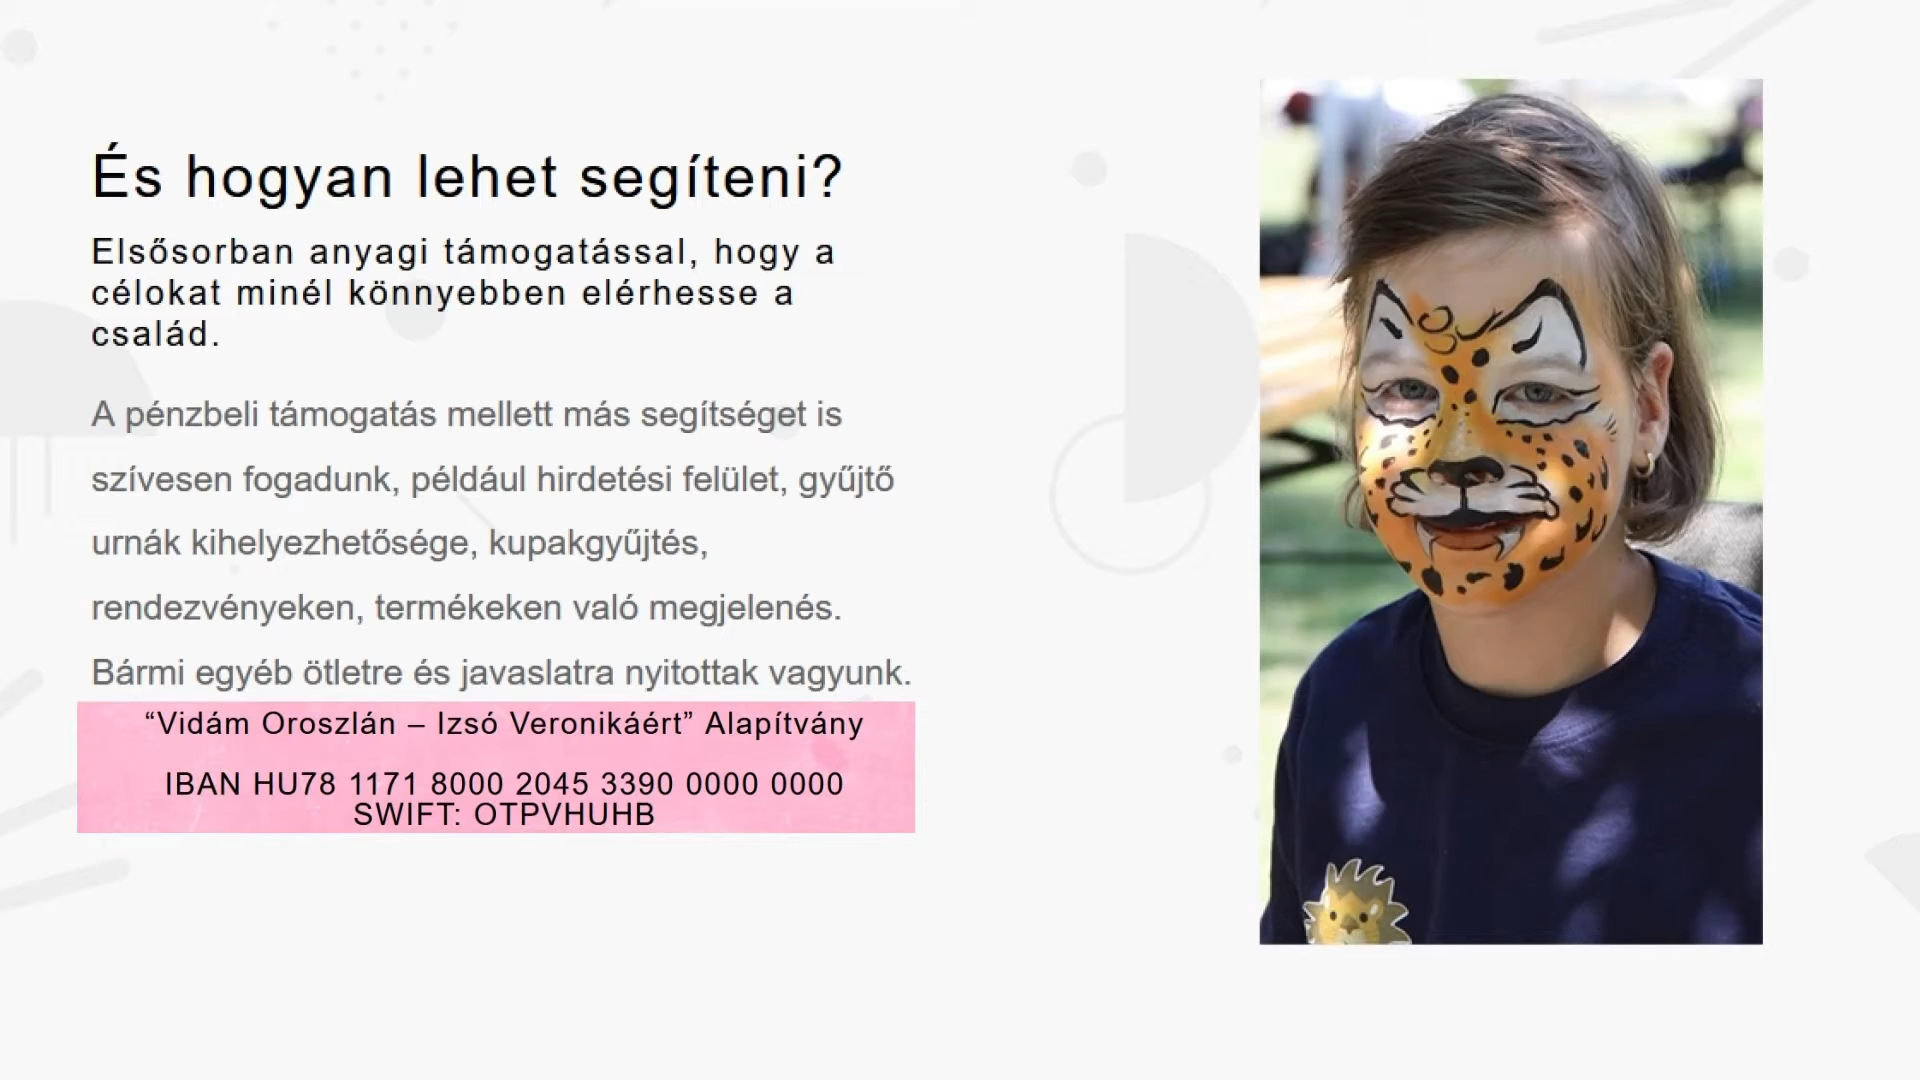 És hogyan lehet segíteni?
Elsősorban anyagi támogatással, hogy a
célokat minél könnyebben elérhesse a
család.
A pénzbeli támogatás mellett más segítséget is
szívesen fogadunk, például hirdetési felület, gyűjtő
urnák kihelyezhetősége, kupakgyűjtés,
rendezvényeken, termékeken való megjelenés.
Bármi egyéb ötletre és javaslatra nyitottak vagyunk.
“Vidám Oroszlán – Izsó Veronikáért” Alapítvány
IBAN HU78 1171 8000 2045 3390 0000 0000
SWIFT: OTPVHUHB